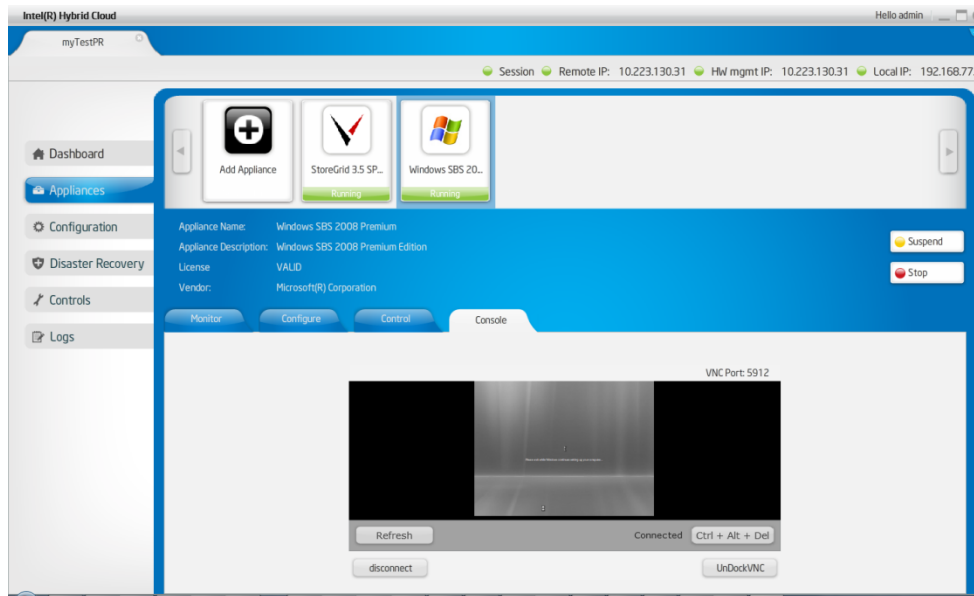 Intel(R) Hybrid Cloud
Hello admin
myTestPR
Session Remote IP: 10.223.130.31 HW mgmt IP: 10.223.130.31 Local IP: 192.168.77
Dashboard
Appliances
Configuration
Disaster Recovery
Controls
Logs
Add Appliance
StoreGrid 3.5 SP...
Running
Windows SBS 20...
Running
Appliance Name: Windows SBS 2008 Premium
Appliance Description: Windows SBS 2008 Premium Edition
License VALID
Vendor: Microsoft(R) Corporation
Suspend
Stop
Monitor Configure Control Console
VNC Port: 5912
Refresh Connected Ctrl + Alt + Del
disconnect UnDockVNC